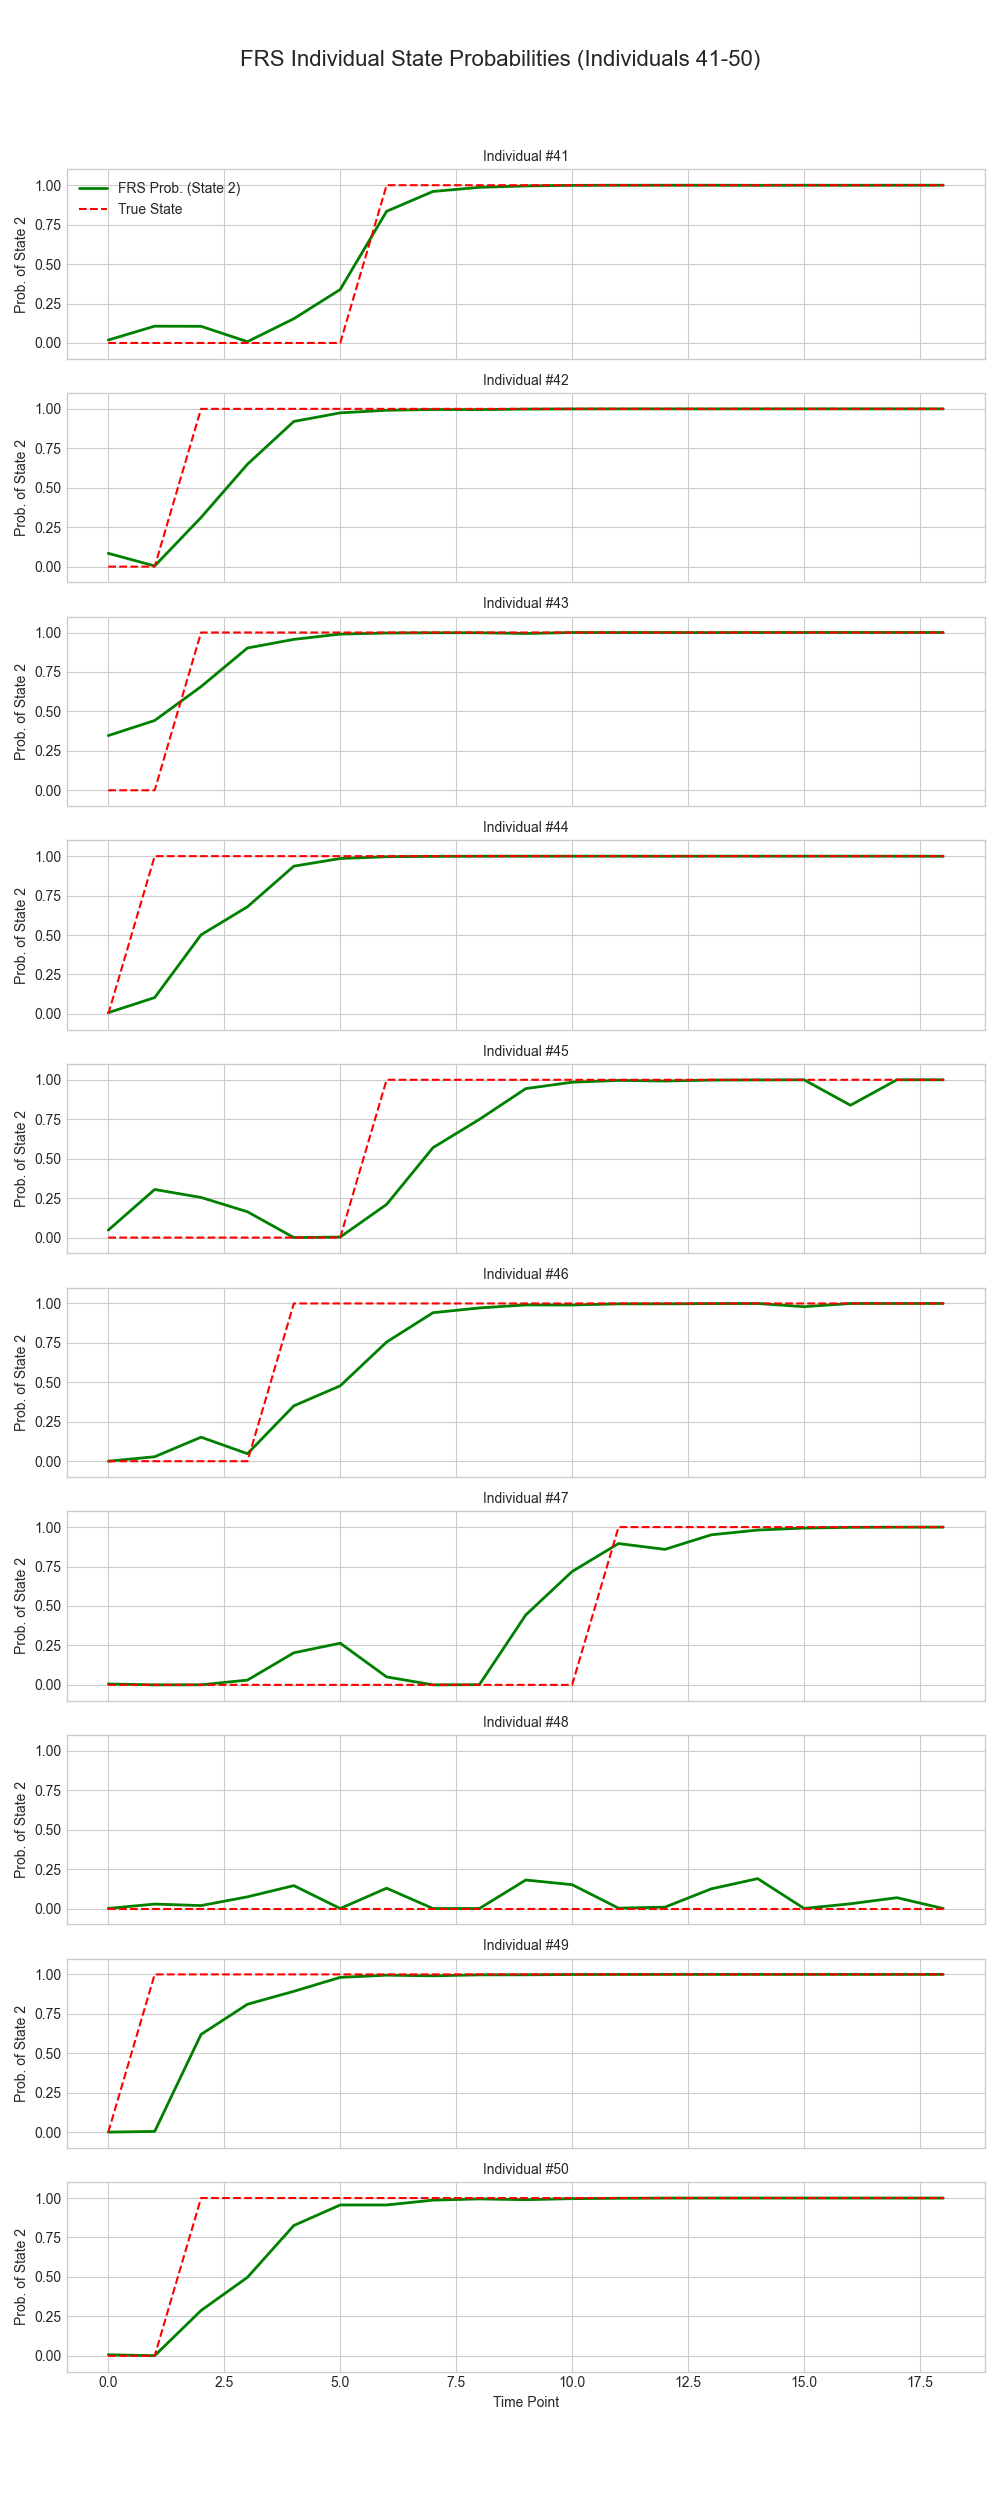 FRS Individual State Probabilities (Individuals 41-50)
Individual #41
FRS Prob. (State 2)
True State
Prob. of State 2
1.00
0.75
0.50
0.25
0.00
Individual #42
Prob. of State 2
1.00
0.75
0.50
0.25
0.00
Individual #43
Prob. of State 2
1.00
0.75
0.50
0.25
0.00
Individual #44
Prob. of State 2
1.00
0.75
0.50
0.25
0.00
Individual #45
Prob. of State 2
1.00
0.75
0.50
0.25
0.00
Individual #46
Prob. of State 2
1.00
0.75
0.50
0.25
0.00
Individual #47
Prob. of State 2
1.00
0.75
0.50
0.25
0.00
Individual #48
Prob. of State 2
1.00
0.75
0.50
0.25
0.00
Individual #49
Prob. of State 2
1.00
0.75
0.50
0.25
0.00
Individual #50
Prob. of State 2
1.00
0.75
0.50
0.25
0.00
0.0 2.5 5.0 7.5 10.0 12.5 15.0 17.5
Time Point